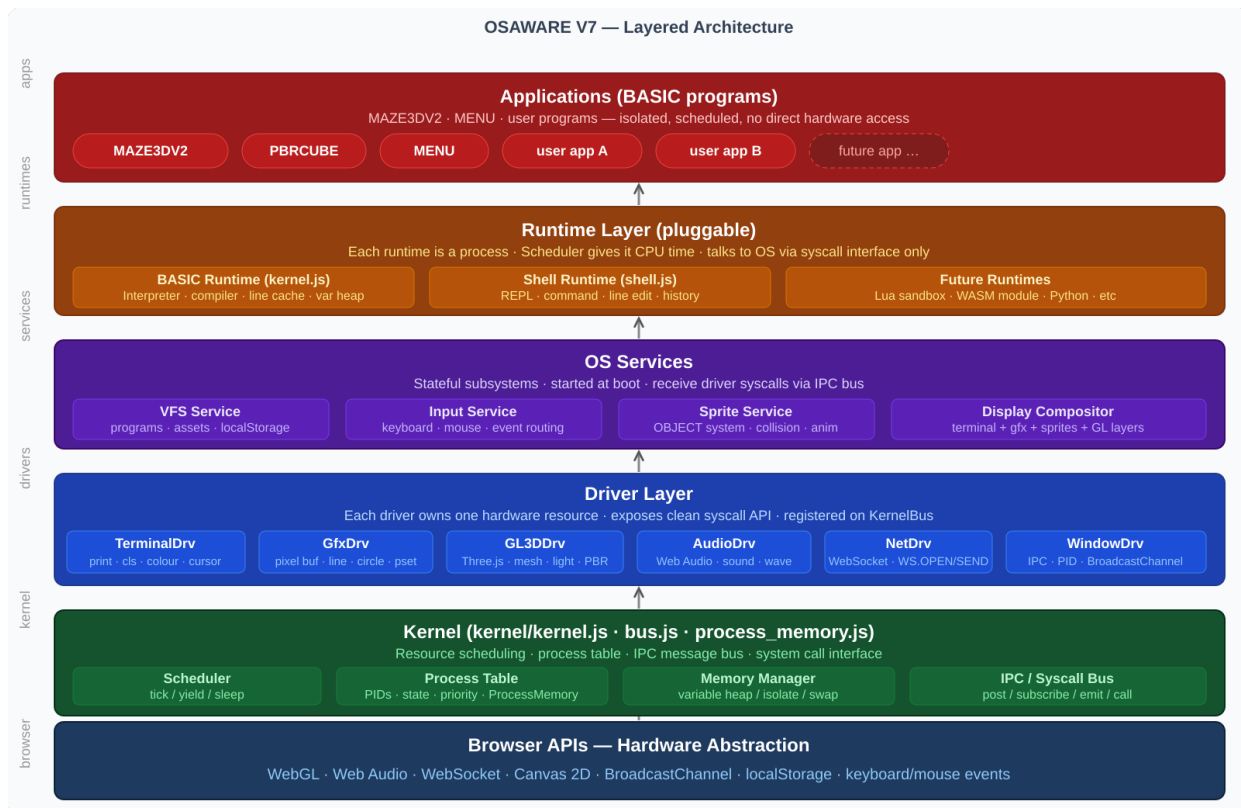 OSAWARE V7 — Layered Architecture
apps
Applications (BASIC programs)
MAZE3DV2 · MENU · user programs — isolated, scheduled, no direct hardware access
MAZE3DV2
PBRCUBE
MENU
user app A
user app B
future app …
runtimes
Runtime Layer (pluggable)
Each runtime is a process · Scheduler gives it CPU time · talks to OS via syscall interface only
BASIC Runtime (kernel.js)
Interpreter · compiler · line cache · var heap
Shell Runtime (shell.js)
REPL · command · line edit · history
Future Runtimes
Lua sandbox · WASM module · Python · etc
services
OS Services
Stateful subsystems · started at boot · receive driver syscalls via IPC bus
VFS Service
programs · assets · localStorage
Input Service
keyboard · mouse · event routing
Sprite Service
OBJECT system · collision · anim
Display Compositor
terminal + gfx + sprites + GL layers
drivers
Driver Layer
Each driver owns one hardware resource · exposes clean syscall API · registered on KernelBus
TerminalDrv
print · cls · colour · cursor
GfxDrv
pixel buf · line · circle · pset
GL3DDrv
Three.js · mesh · light · PBR
AudioDrv
Web Audio · sound · wave
NetDrv
WebSocket · WS.OPEN/SEND
WindowDrv
IPC · PID · BroadcastChannel
kernel
Kernel (kernel/kernel.js · bus.js · process_memory.js)
Resource scheduling · process table · IPC message bus · system call interface
Scheduler
tick / yield / sleep
Process Table
PIDs · state · priority · ProcessMemory
Memory Manager
variable heap / isolate / swap
IPC / Syscall Bus
post / subscribe / emit / call
browser
Browser APIs — Hardware Abstraction
WebGL · Web Audio · WebSocket · Canvas 2D · BroadcastChannel · localStorage · keyboard/mouse events